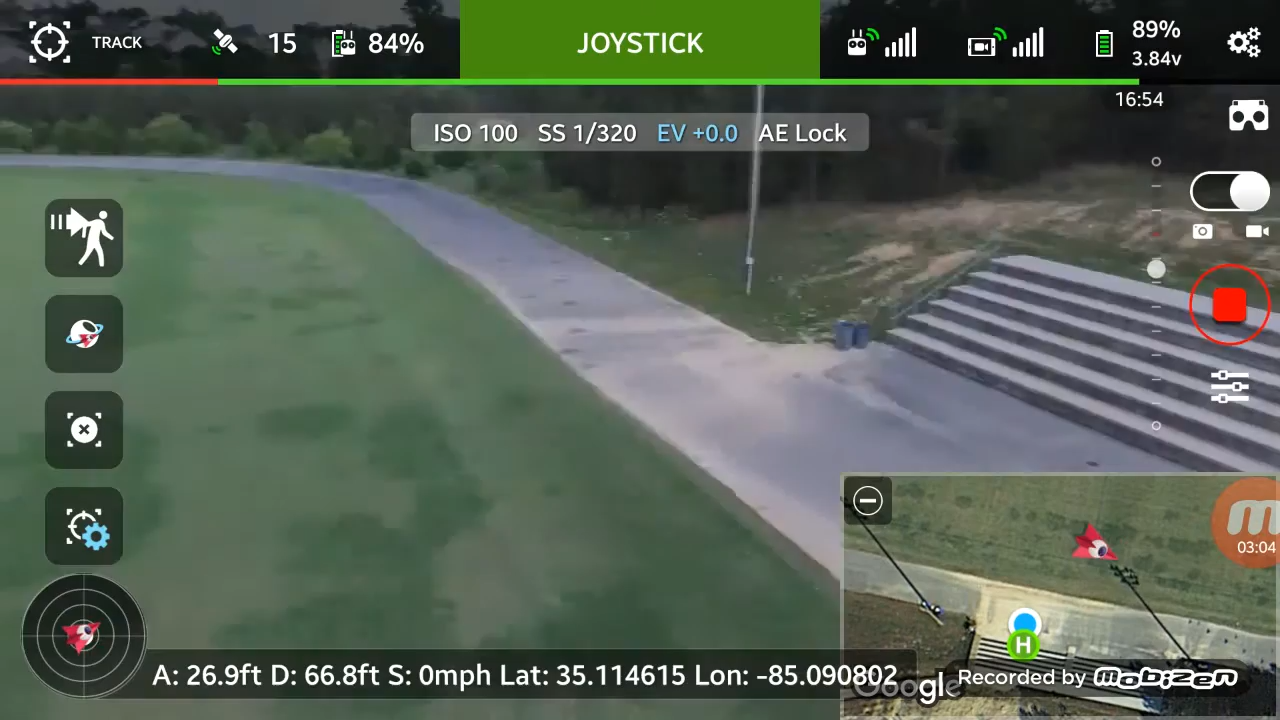 TRACK
15
84%
JOYSTICK
89%
3.84v
16:54
ISO 100 SS 1/320 EV +0.0 AE Lock
03:04
H
A: 26.9ft D: 66.8ft S: 0mph Lat: 35.114615 Lon: -85.090802
Google
Recorded by Mobizen